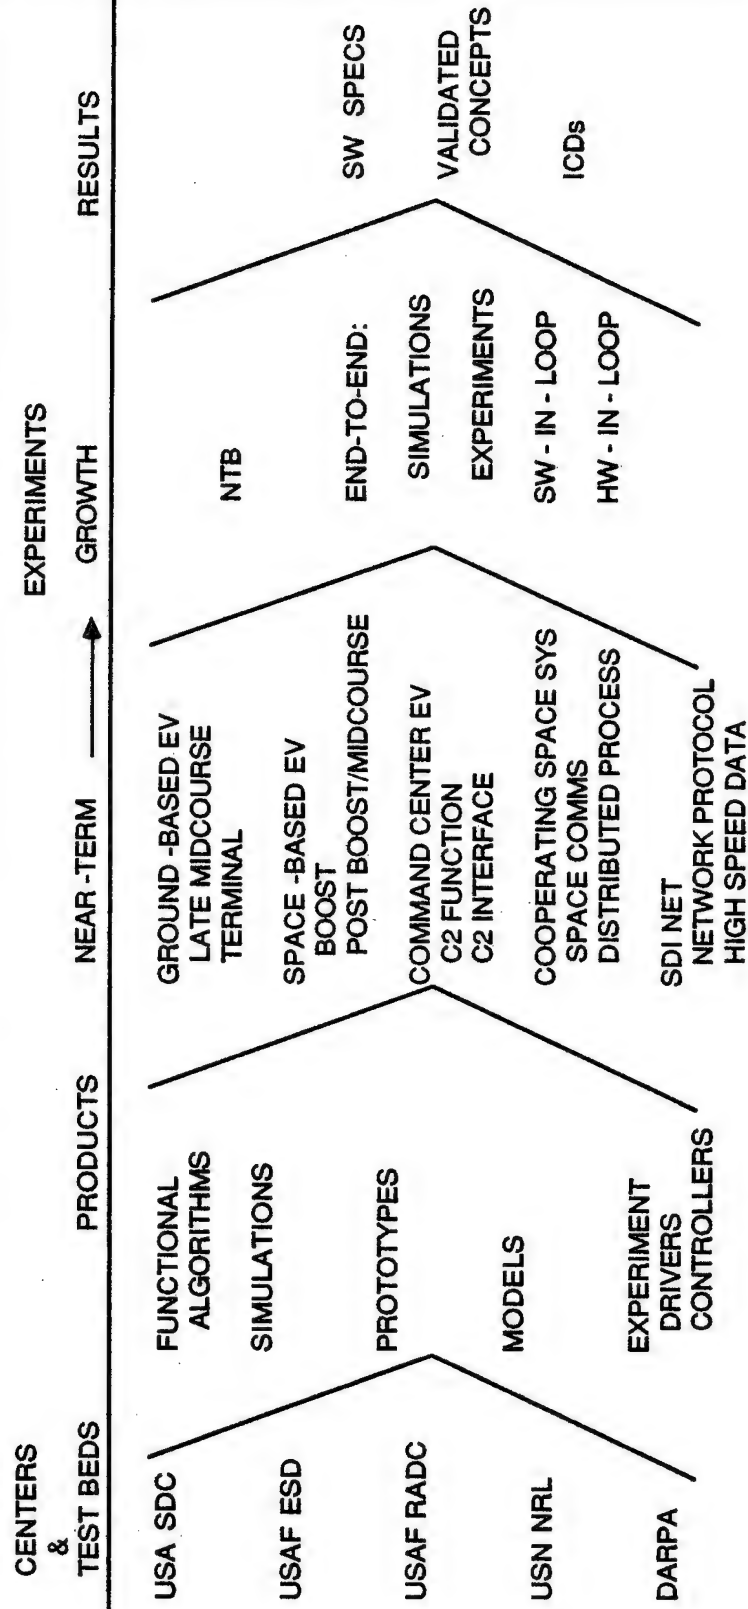 CENTERS
&
TEST BEDS
PRODUCTS
EXPERIMENTS
NEAR -TERM
GROWTH
RESULTS
USA SDC
USAF ESD
USAF RADC
USN NRL
DARPA
FUNCTIONAL
ALGORITHMS
SIMULATIONS
PROTOTYPES
MODELS
EXPERIMENT
DRIVERS
CONTROLLERS
GROUND -BASED EV
LATE MIDCOURSE
TERMINAL
SPACE -BASED EV
BOOST
POST BOOST/MIDCOURSE
COMMAND CENTER EV
C2 FUNCTION
C2 INTERFACE
COOPERATING SPACE SYS
SPACE COMMS
DISTRIBUTED PROCESS
SDI NET
NETWORK PROTOCOL
HIGH SPEED DATA
NTB
END-TO-END:
SIMULATIONS
EXPERIMENTS
SW - IN - LOOP
HW - IN - LOOP
SW SPECS
VALIDATED
CONCEPTS
ICDs